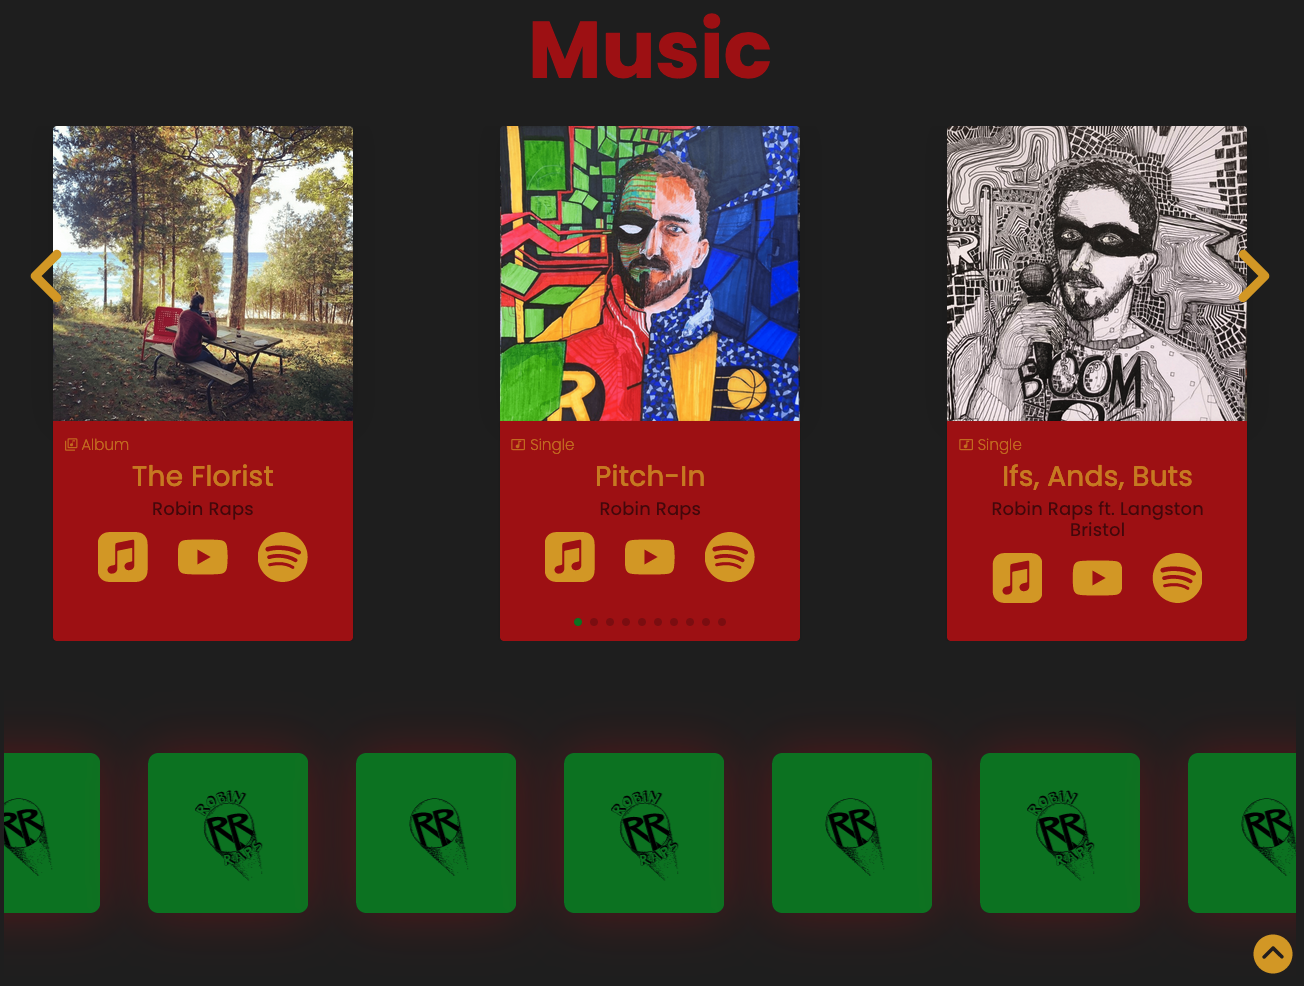 Music
R
R
BOOM
Album
The Florist
Robin Raps
Single
Pitch-In
Robin Raps
Single
Ifs, Ands, Buts
Robin Raps ft. Langston
Bristol
RR
ROBIN
RR
RAPS
RR
ROBIN
RR
RAPS
RR
ROBIN
RR
RAPS
RR